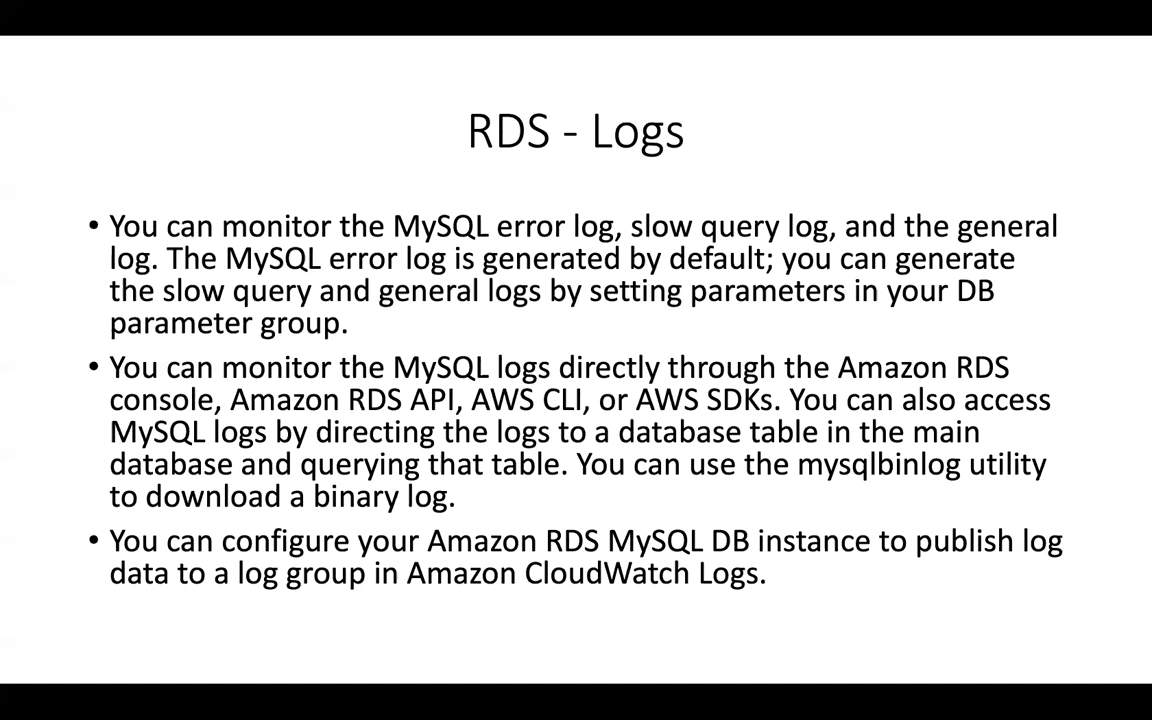 RDS - Logs
• You can monitor the MySQL error log, slow query log, and the general
log. The MySQL error log is generated by default; you can generate
the slow query and general logs by setting parameters in your DB
parameter group.
• You can monitor the MySQL logs directly through the Amazon RDS
console, Amazon RDS API, AWS CLI, or AWS SDKs. You can also access
MySQL logs by directing the logs to a database table in the main
database and querying that table. You can use the mysqlbinlog utility
to download a binary log.
• You can configure your Amazon RDS MySQL DB instance to publish log
data to a log group in Amazon CloudWatch Logs.